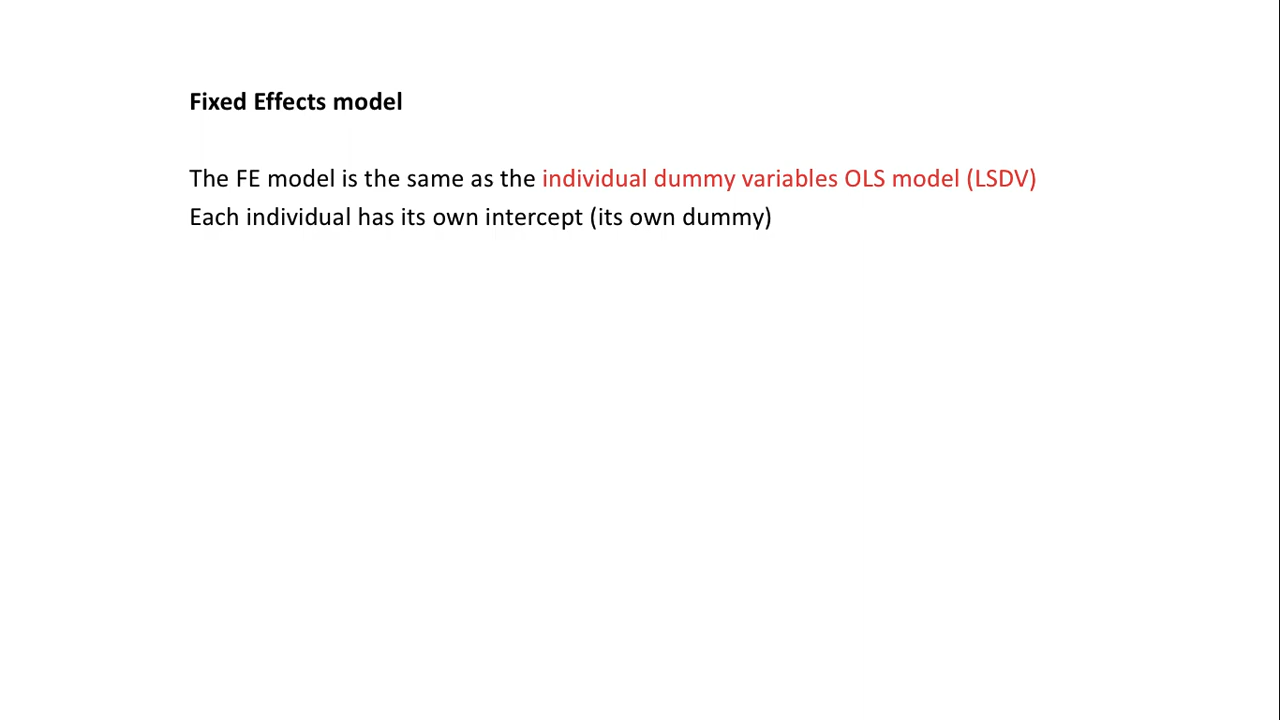 Fixed Effects model
The FE model is the same as the individual dummy variables OLS model (LSDV)
Each individual has its own intercept (its own dummy)